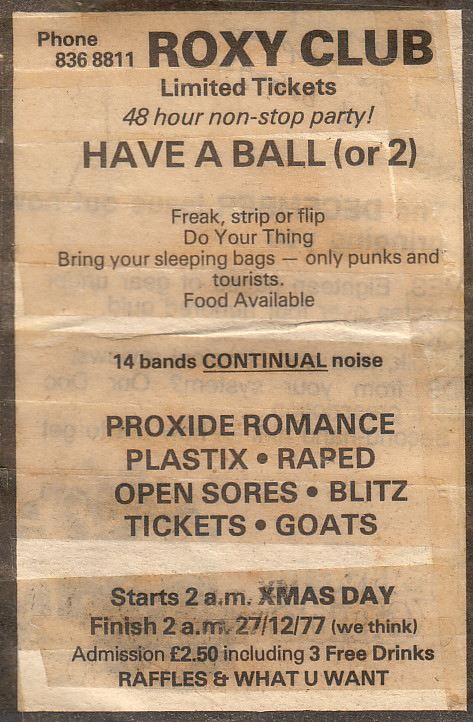 Phone
836 8811
ROXY CLUB
Limited Tickets
48 hour non-stop party!
HAVE A BALL (or 2)
Freak, strip or flip
Do Your Thing
Bring your sleeping bags — only punks and
tourists.
Food Available
14 bands CONTINUAL noise
PROXIDE ROMANCE
PLASTIX • RAPED
OPEN SORES • BLITZ
TICKETS • GOATS
Starts 2 a.m. XMAS DAY
Finish 2 a.m. 27/12/77 (we think)
Admission £2.50 including 3 Free Drinks
RAFFLES & WHAT U WANT